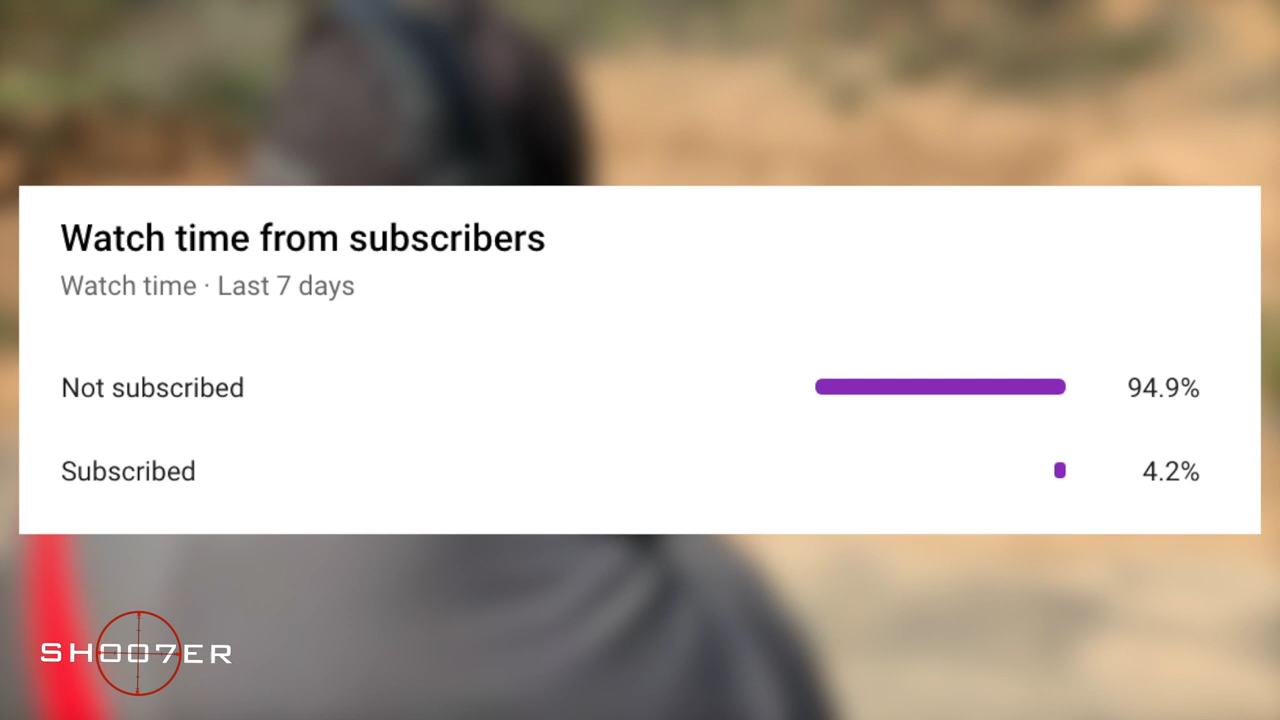 Watch time from subscribers
Watch time · Last 7 days
Not subscribed 94.9%
Subscribed 4.2%
SHOO7ER